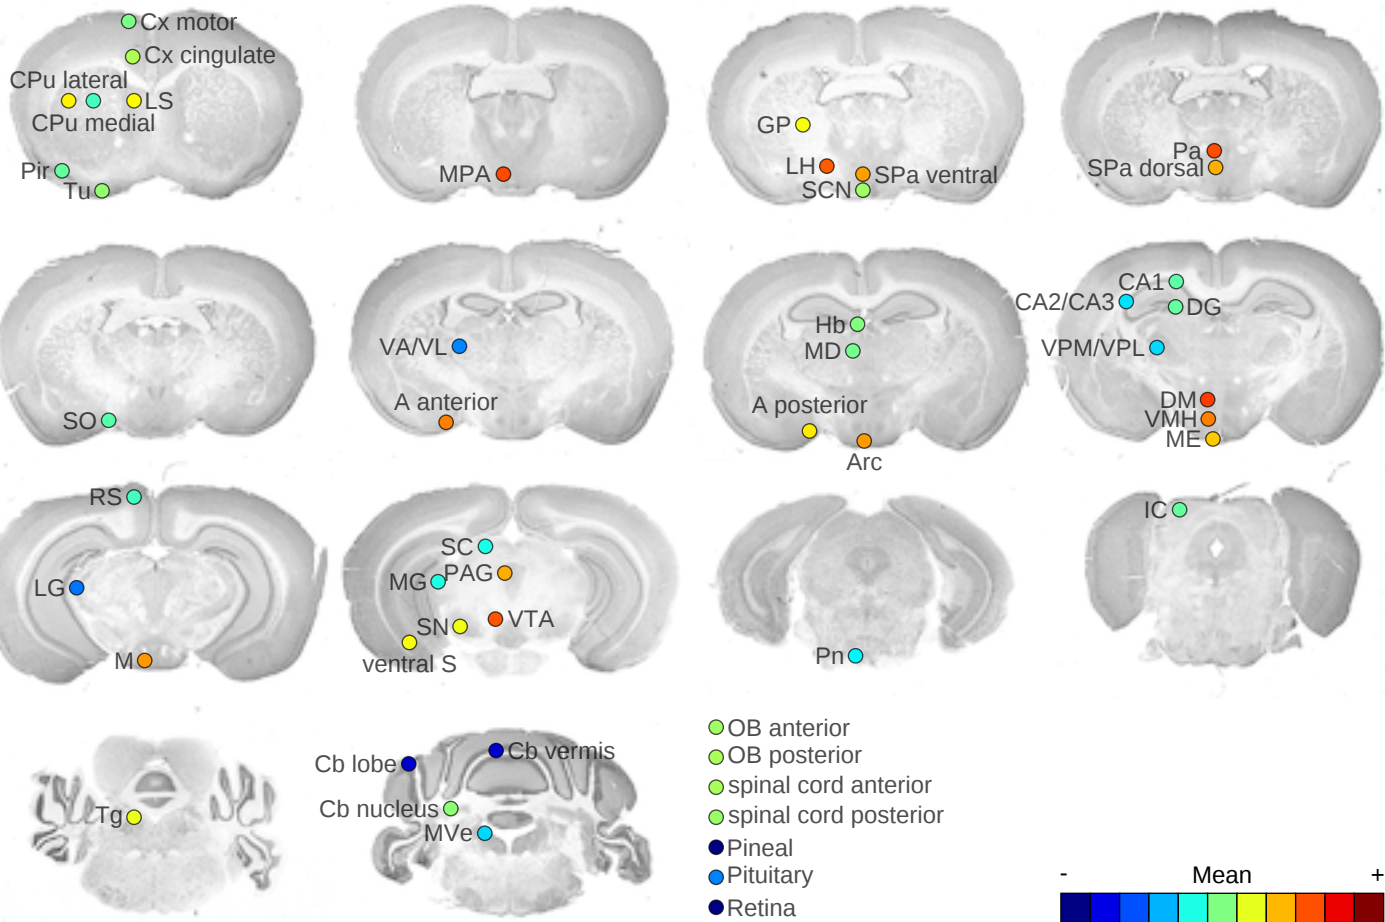 Cx motor
Cx cingulate
CPu lateral
LS
CPu medial
Pir
Tu
MPA
GP
LH
SPa ventral
SCN
Pa
SPa dorsal
SO
VA/VL
A anterior
Hb
MD
A posterior
Arc
CA1
CA2/CA3
DG
VPM/VPL
DM
VMH
ME
RS
LG
M
SC
MG
PAG
SN
VTA
ventral S
Pn
IC
Tg
Cb lobe
Cb vermis
Cb nucleus
MVe
OB anterior
OB posterior
spinal cord anterior
spinal cord posterior
Pineal
Pituitary
Retina
- Mean +